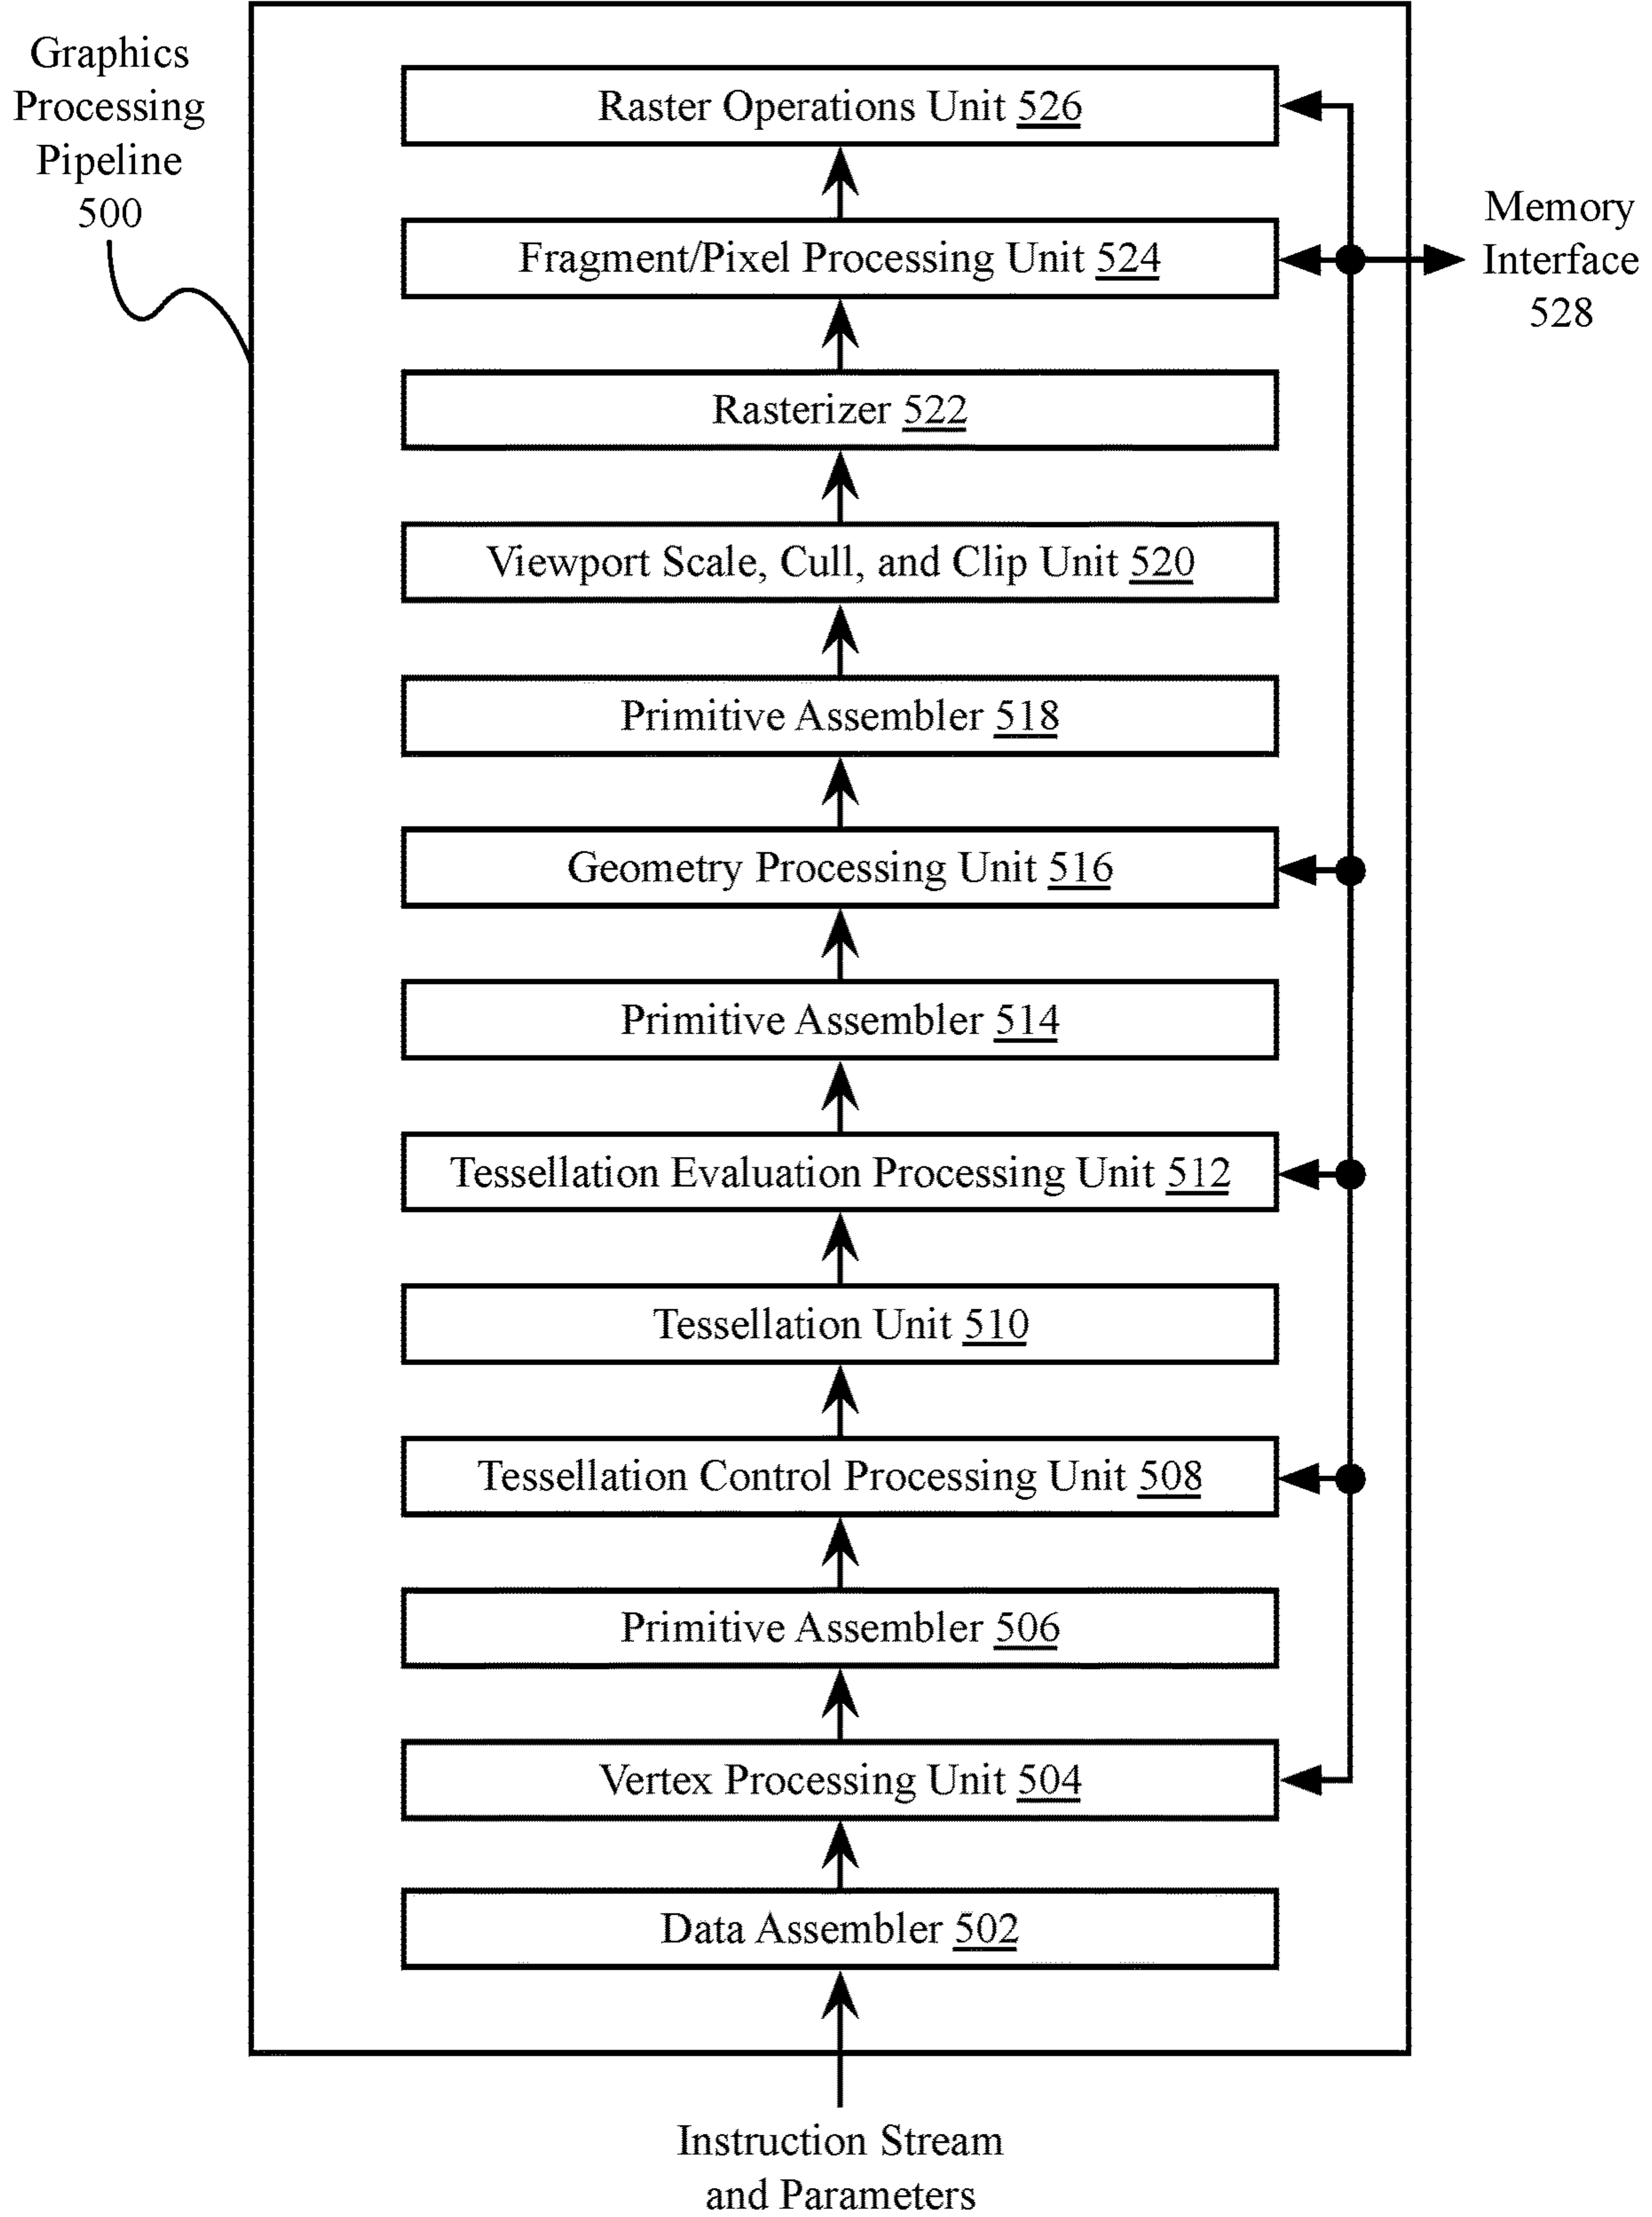 Graphics
Processing
Pipeline
500
Raster Operations Unit 526
Fragment/Pixel Processing Unit 524
Memory
Interface
528
Rasterizer 522
Viewport Scale, Cull, and Clip Unit 520
Primitive Assembler 518
Geometry Processing Unit 516
Primitive Assembler 514
Tessellation Evaluation Processing Unit 512
Tessellation Unit 510
Tessellation Control Processing Unit 508
Primitive Assembler 506
Vertex Processing Unit 504
Data Assembler 502
Instruction Stream
and Parameters